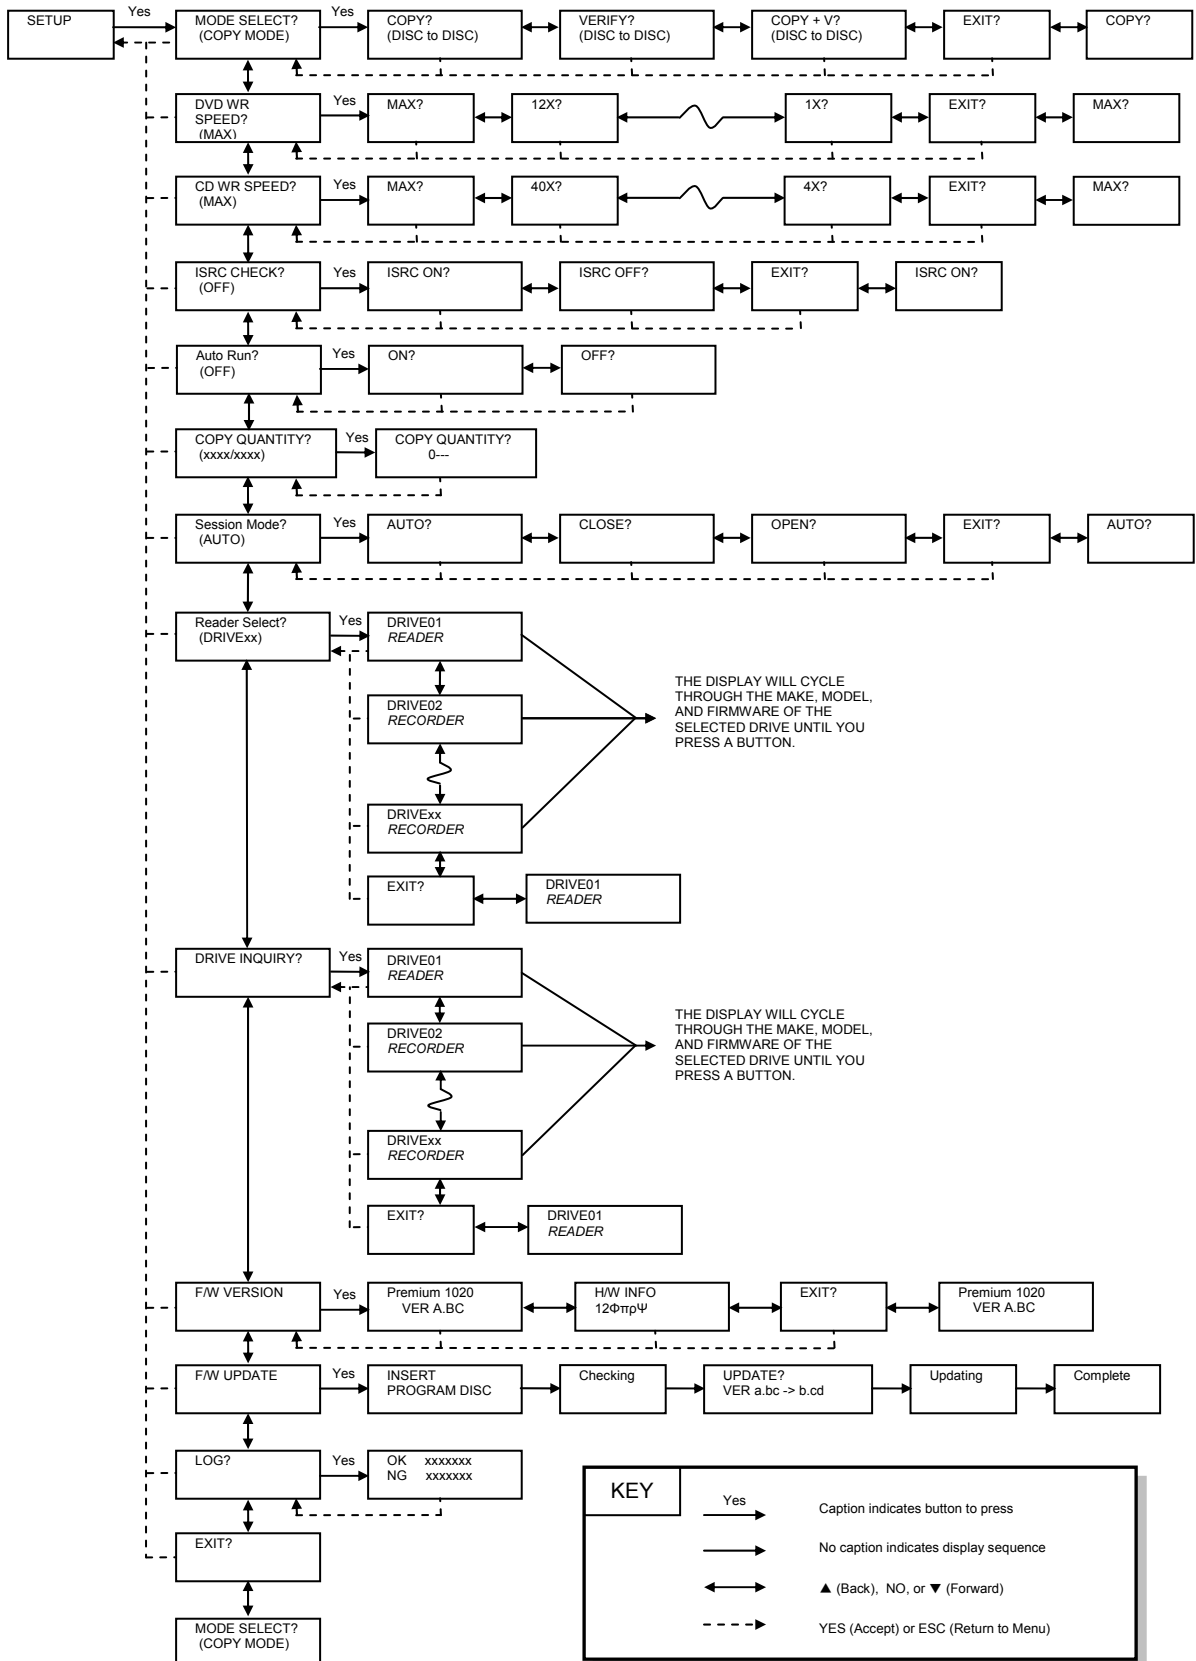 SETUP
Yes
MODE SELECT?
(COPY MODE)
Yes
COPY?
(DISC to DISC)
VERIFY?
(DISC to DISC)
COPY + V?
(DISC to DISC)
EXIT?
COPY?
DVD WR
SPEED?
(MAX)
Yes
MAX?
12X?
1X?
EXIT?
MAX?
CD WR SPEED?
(MAX)
Yes
MAX?
40X?
4X?
EXIT?
MAX?
ISRC CHECK?
(OFF)
Yes
ISRC ON?
ISRC OFF?
EXIT?
ISRC ON?
Auto Run?
(OFF)
Yes
ON?
OFF?
COPY QUANTITY?
(xxxx/xxxx)
Yes
COPY QUANTITY?
0---
Session Mode?
(AUTO)
Yes
AUTO?
CLOSE?
OPEN?
EXIT?
AUTO?
Reader Select?
(DRIVExx)
Yes
DRIVE01
READER
DRIVE02
RECORDER
DRIVExx
RECORDER
EXIT?
DRIVE01
READER
THE DISPLAY WILL CYCLE
THROUGH THE MAKE, MODEL,
AND FIRMWARE OF THE
SELECTED DRIVE UNTIL YOU
PRESS A BUTTON.
DRIVE INQUIRY?
Yes
DRIVE01
READER
DRIVE02
RECORDER
DRIVExx
RECORDER
EXIT?
DRIVE01
READER
THE DISPLAY WILL CYCLE
THROUGH THE MAKE, MODEL,
AND FIRMWARE OF THE
SELECTED DRIVE UNTIL YOU
PRESS A BUTTON.
F/W VERSION
Yes
Premium 1020
VER A.BC
H/W INFO
12ΦπρΨ
EXIT?
Premium 1020
VER A.BC
F/W UPDATE
Yes
INSERT
PROGRAM DISC
Checking
UPDATE?
VER a.bc -> b.cd
Updating
Complete
LOG?
Yes
OK xxxxxxx
NG xxxxxxx
EXIT?
MODE SELECT?
(COPY MODE)
KEY
Yes
Caption indicates button to press
No caption indicates display sequence
▲ (Back), NO, or ▼ (Forward)
YES (Accept) or ESC (Return to Menu)